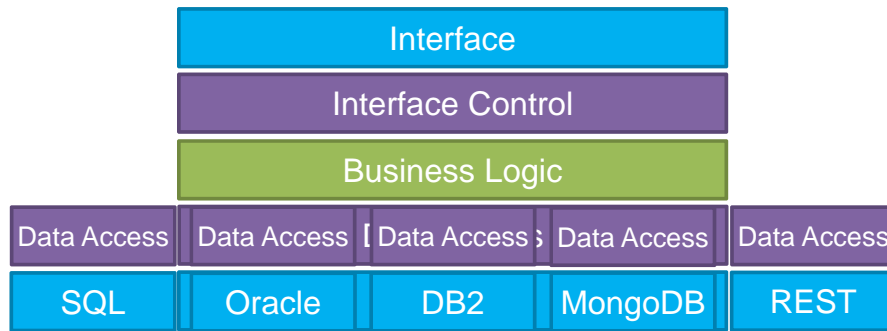 Interface
Interface Control
Business Logic
Data Access Data Access Data Access Data Access Data Access
SQL Oracle DB2 MongoDB REST